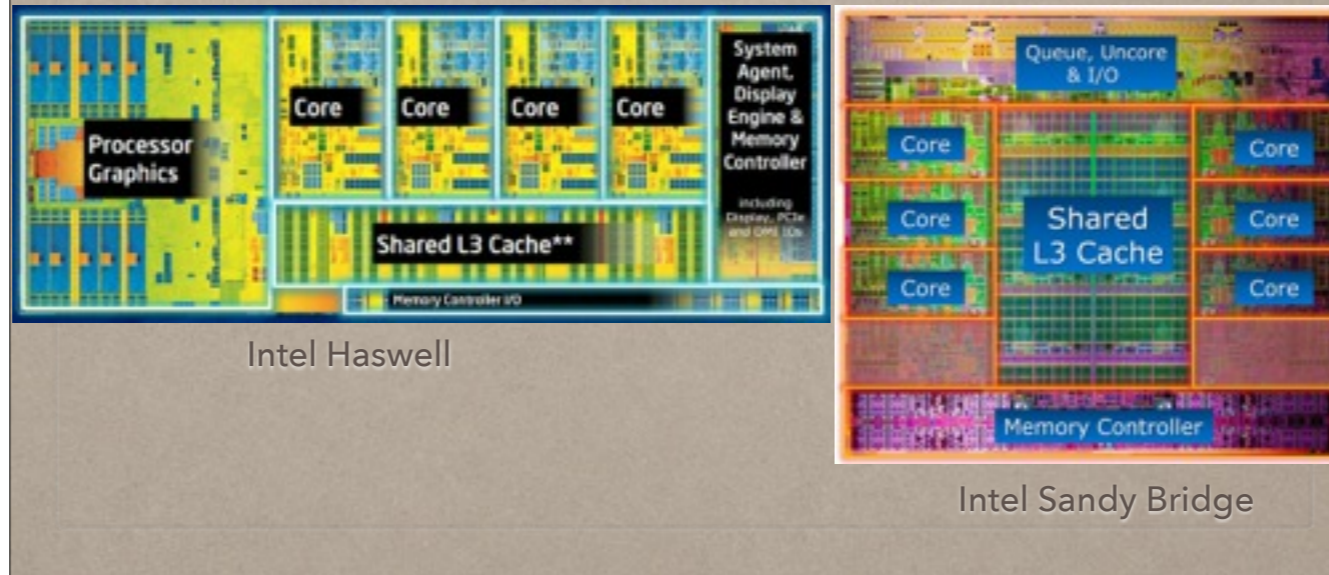 Processor
Graphics
Core
Core
Core
Core
System
Agent,
Display
Engine &
Memory
Controller
including
Display, PCIe
and DMI IOs
Shared L3 Cache**
Memory Controller I/O
Intel Haswell
Queue, Uncore
& I/O
Core
Core
Core
Shared
L3 Cache
Core
Core
Core
Memory Controller
Intel Sandy Bridge